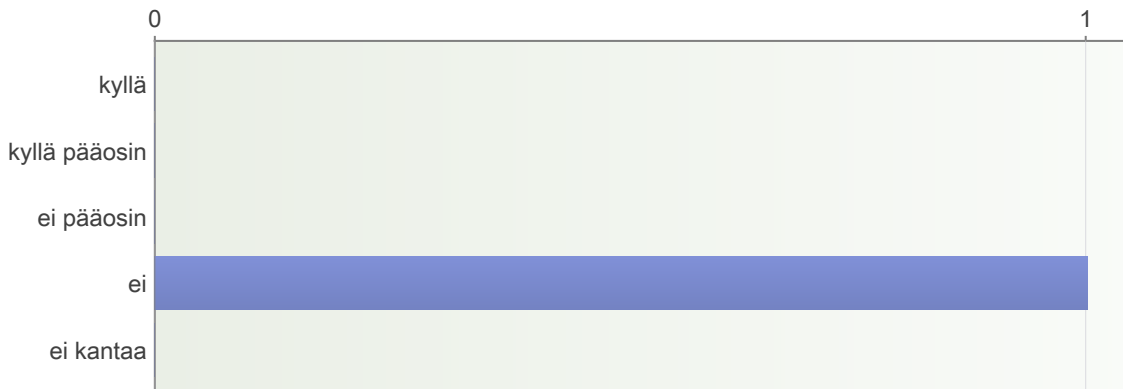 0 1
kyllä
kyllä pääosin
ei pääosin
ei
ei kantaa